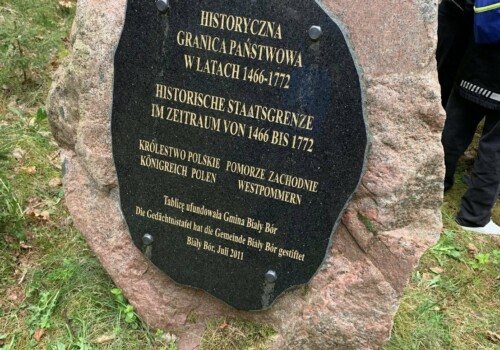 HISTORYCZNA
GRANICA PAŃSTWOWA
W LATACH 1466-1772
HISTORISCHE STAATSGRENZE
IM ZEITRAUM VON 1466 BIS 1772
KRÓLESTWO POLSKIE POMORZE ZACHODNIE
KÖNIGREICH POLEN WESTPOMMERN
Tablicę ufundowała Gmina Biały Bór
Die Gedächtnistafel hat die Gemeinde Biały Bór gestiftet
Biały Bór, Juli 2011